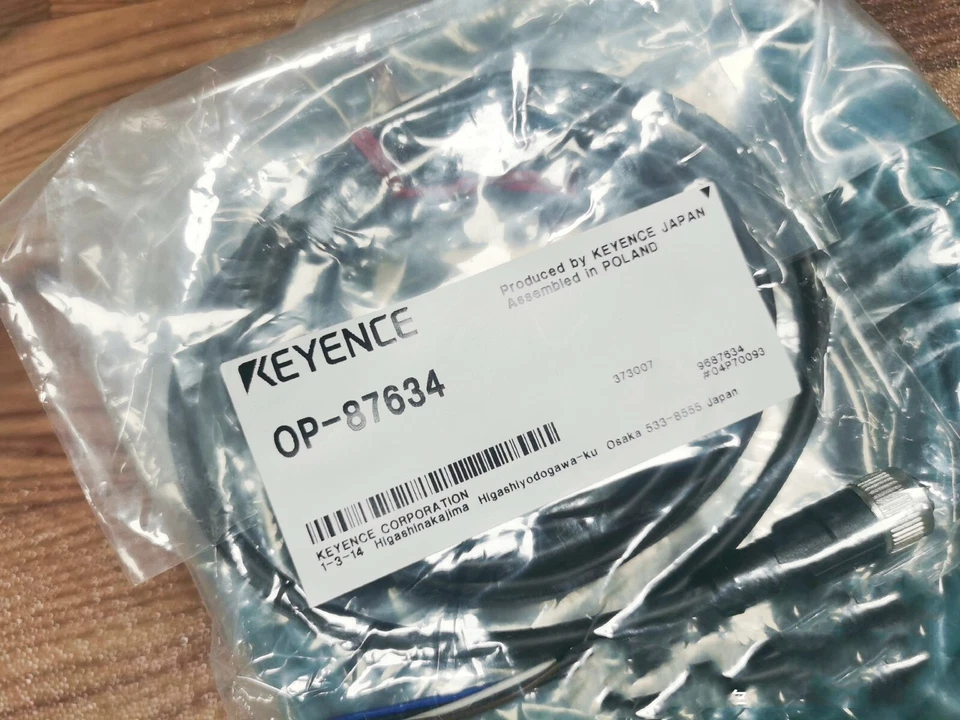 KEYENCE
Produced by KEYENCE JAPAN
Assembled in POLAND
OP-87634
373007
9687634
#04P70093
KEYENCE CORPORATION
1-3-14 Higashinakajima Higashiyodogawa-ku Osaka 533-8555 Japan